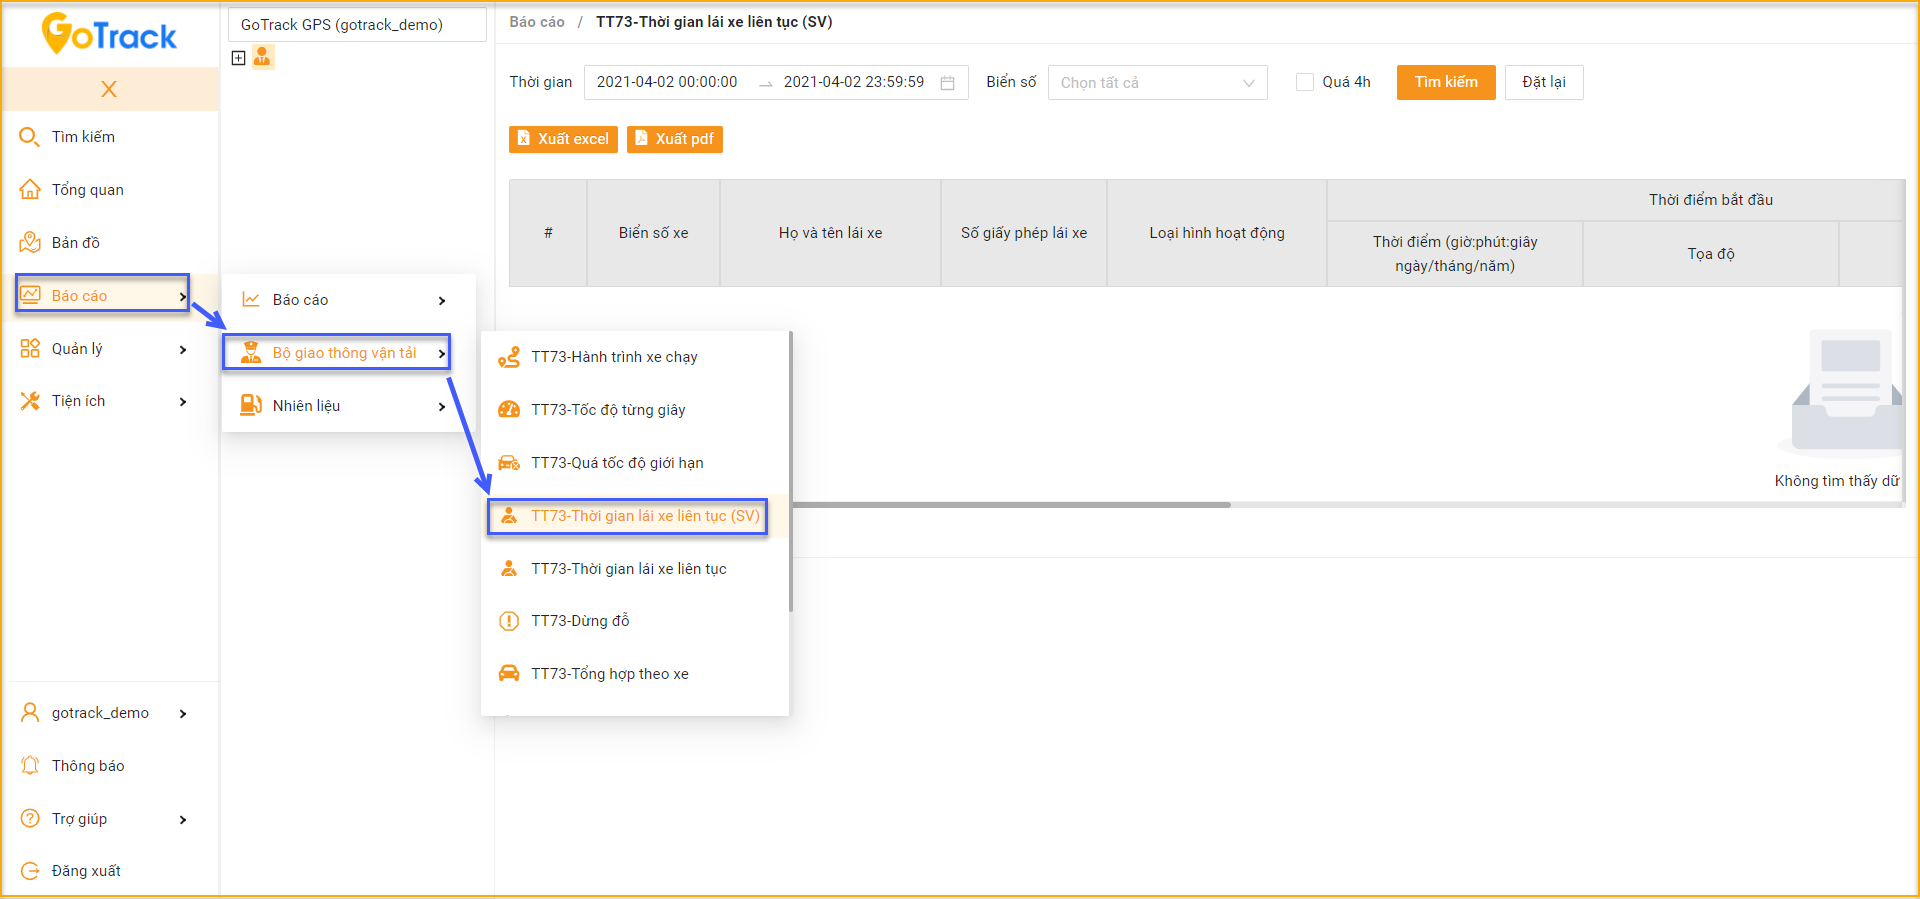 GoTrack
X
Tìm kiếm
Tổng quan
Bản đồ
Báo cáo
Quản lý
Tiện ích
gotrack_demo
Thông báo
Trợ giúp
Đăng xuất
GoTrack GPS (gotrack_demo)
Báo cáo
Bộ giao thông vận tải
Nhiên liệu
TT73-Hành trình xe chạy
TT73-Tốc độ từng giây
TT73-Quá tốc độ giới hạn
TT73-Thời gian lái xe liên tục (SV)
TT73-Thời gian lái xe liên tục
TT73-Dừng đỗ
TT73-Tổng hợp theo xe
Báo cáo / TT73-Thời gian lái xe liên tục (SV)
Thời gian 2021-04-02 00:00:00 → 2021-04-02 23:59:59 Biển số Chọn tất cả Quá 4h Tìm kiếm Đặt lại
Xuất excel Xuất pdf
Thời điểm bắt đầu
# Biển số xe Họ và tên lái xe Số giấy phép lái xe Loại hình hoạt động
Thời điểm (giờ:phút:giây
ngày/tháng/năm)
Tọa độ
Không tìm thấy dữ